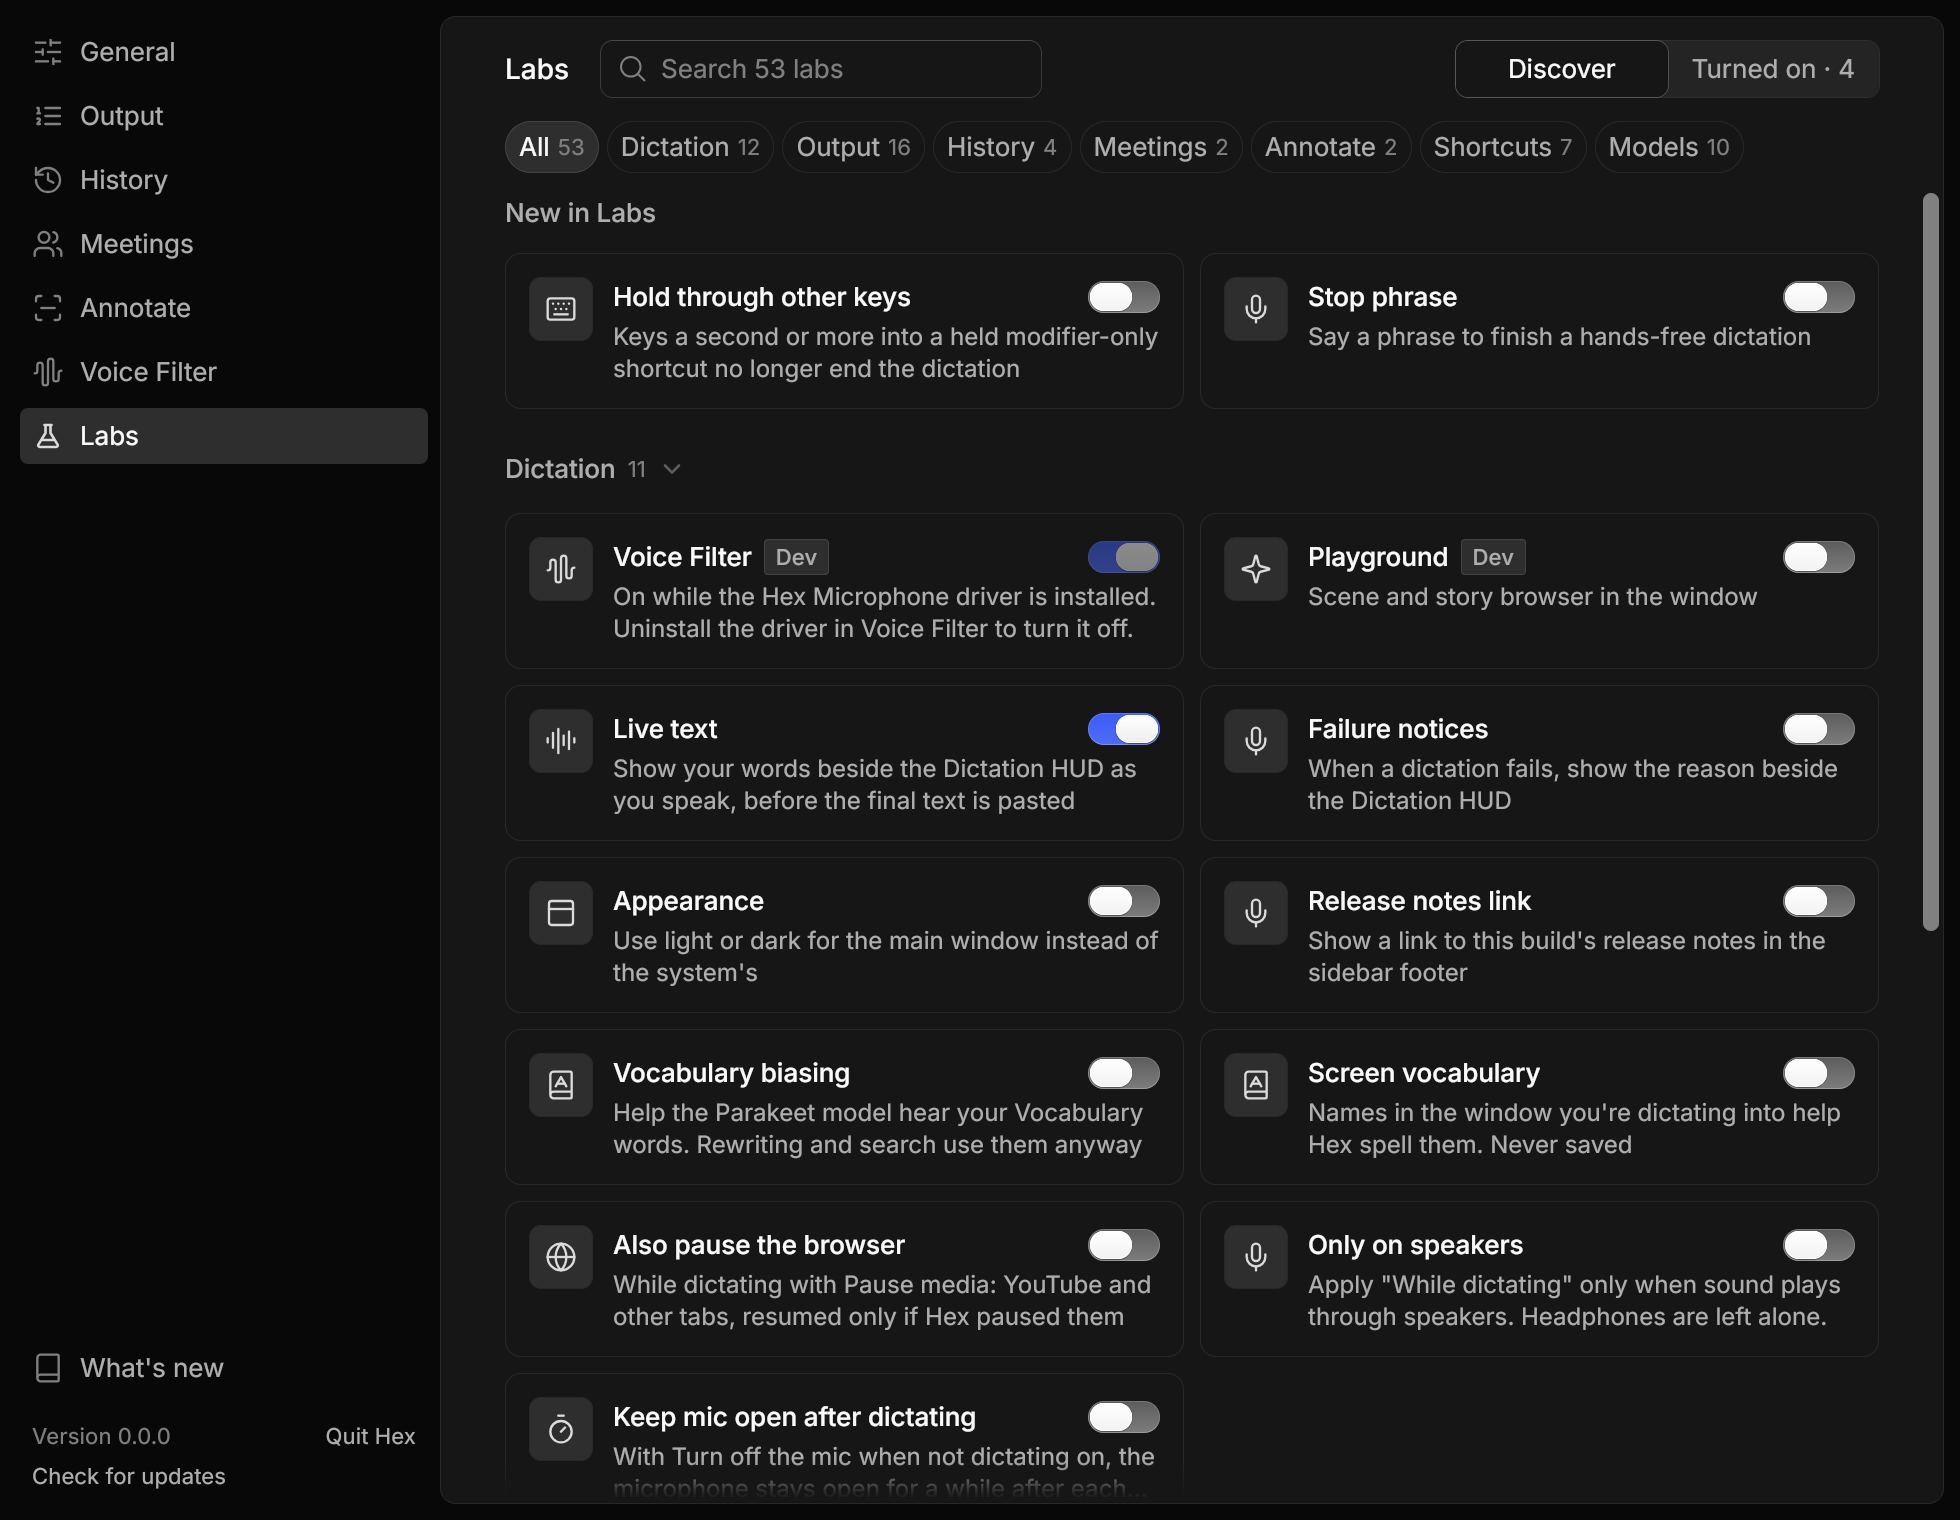 General
Output
History
Meetings
Annotate
Voice Filter
Labs
What's new
Version 0.0.0
Quit Hex
Check for updates
Labs
Search 53 labs
Discover
Turned on · 4
All 53
Dictation 12
Output 16
History 4
Meetings 2
Annotate 2
Shortcuts 7
Models 10
New in Labs
Hold through other keys
Keys a second or more into a held modifier-only
shortcut no longer end the dictation
Stop phrase
Say a phrase to finish a hands-free dictation
Dictation 11
Voice Filter Dev
On while the Hex Microphone driver is installed.
Uninstall the driver in Voice Filter to turn it off.
Playground Dev
Scene and story browser in the window
Live text
Show your words beside the Dictation HUD as
you speak, before the final text is pasted
Failure notices
When a dictation fails, show the reason beside
the Dictation HUD
Appearance
Use light or dark for the main window instead of
the system's
Release notes link
Show a link to this build's release notes in the
sidebar footer
Vocabulary biasing
Help the Parakeet model hear your Vocabulary
words. Rewriting and search use them anyway
Screen vocabulary
Names in the window you're dictating into help
Hex spell them. Never saved
Also pause the browser
While dictating with Pause media: YouTube and
other tabs, resumed only if Hex paused them
Only on speakers
Apply "While dictating" only when sound plays
through speakers. Headphones are left alone.
Keep mic open after dictating
With Turn off the mic when not dictating on, the
microphone stays open for a while after each...